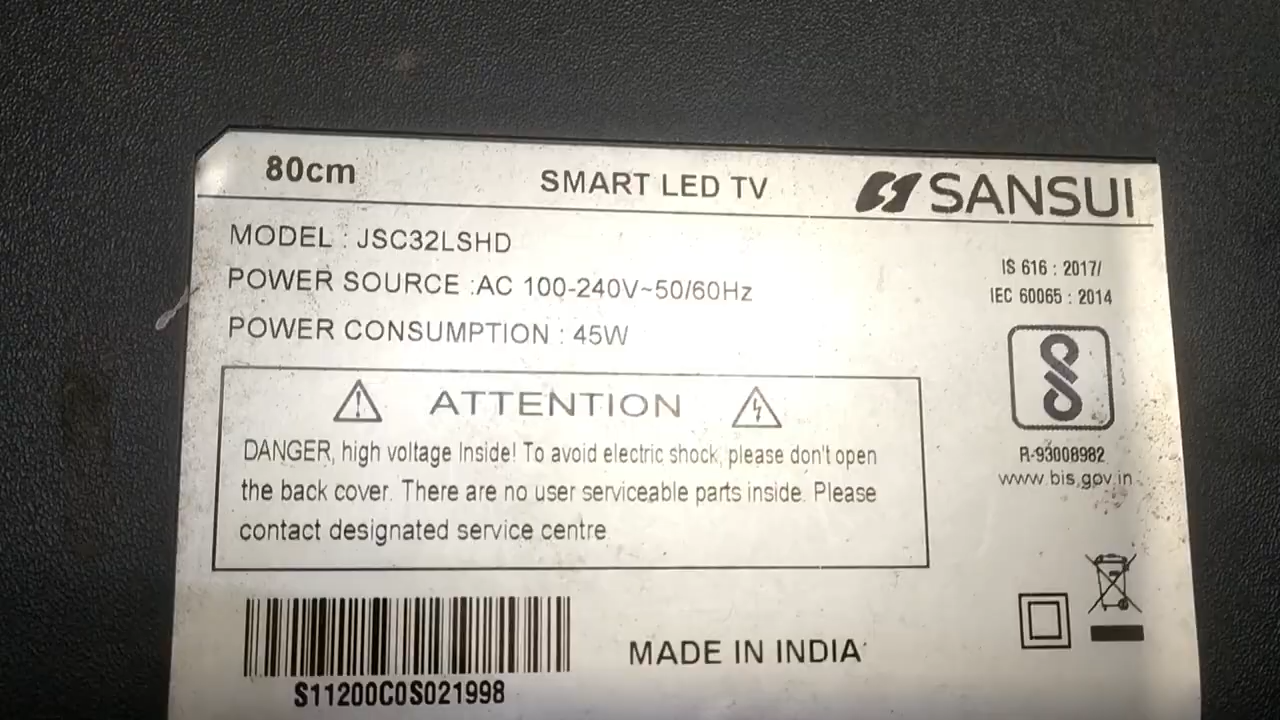 80cm SMART LED TV SANSUI
MODEL : JSC32LSHD
POWER SOURCE :AC 100-240V~50/60Hz
POWER CONSUMPTION : 45W
IS 616 : 2017/
IEC 60065 : 2014
R-93008982
www.bis.gov.in
ATTENTION
DANGER, high voltage Inside! To avoid electric shock, please don't open
the back cover. There are no user serviceable parts inside. Please
contact designated service centre
S11200C0S021998
MADE IN INDIA